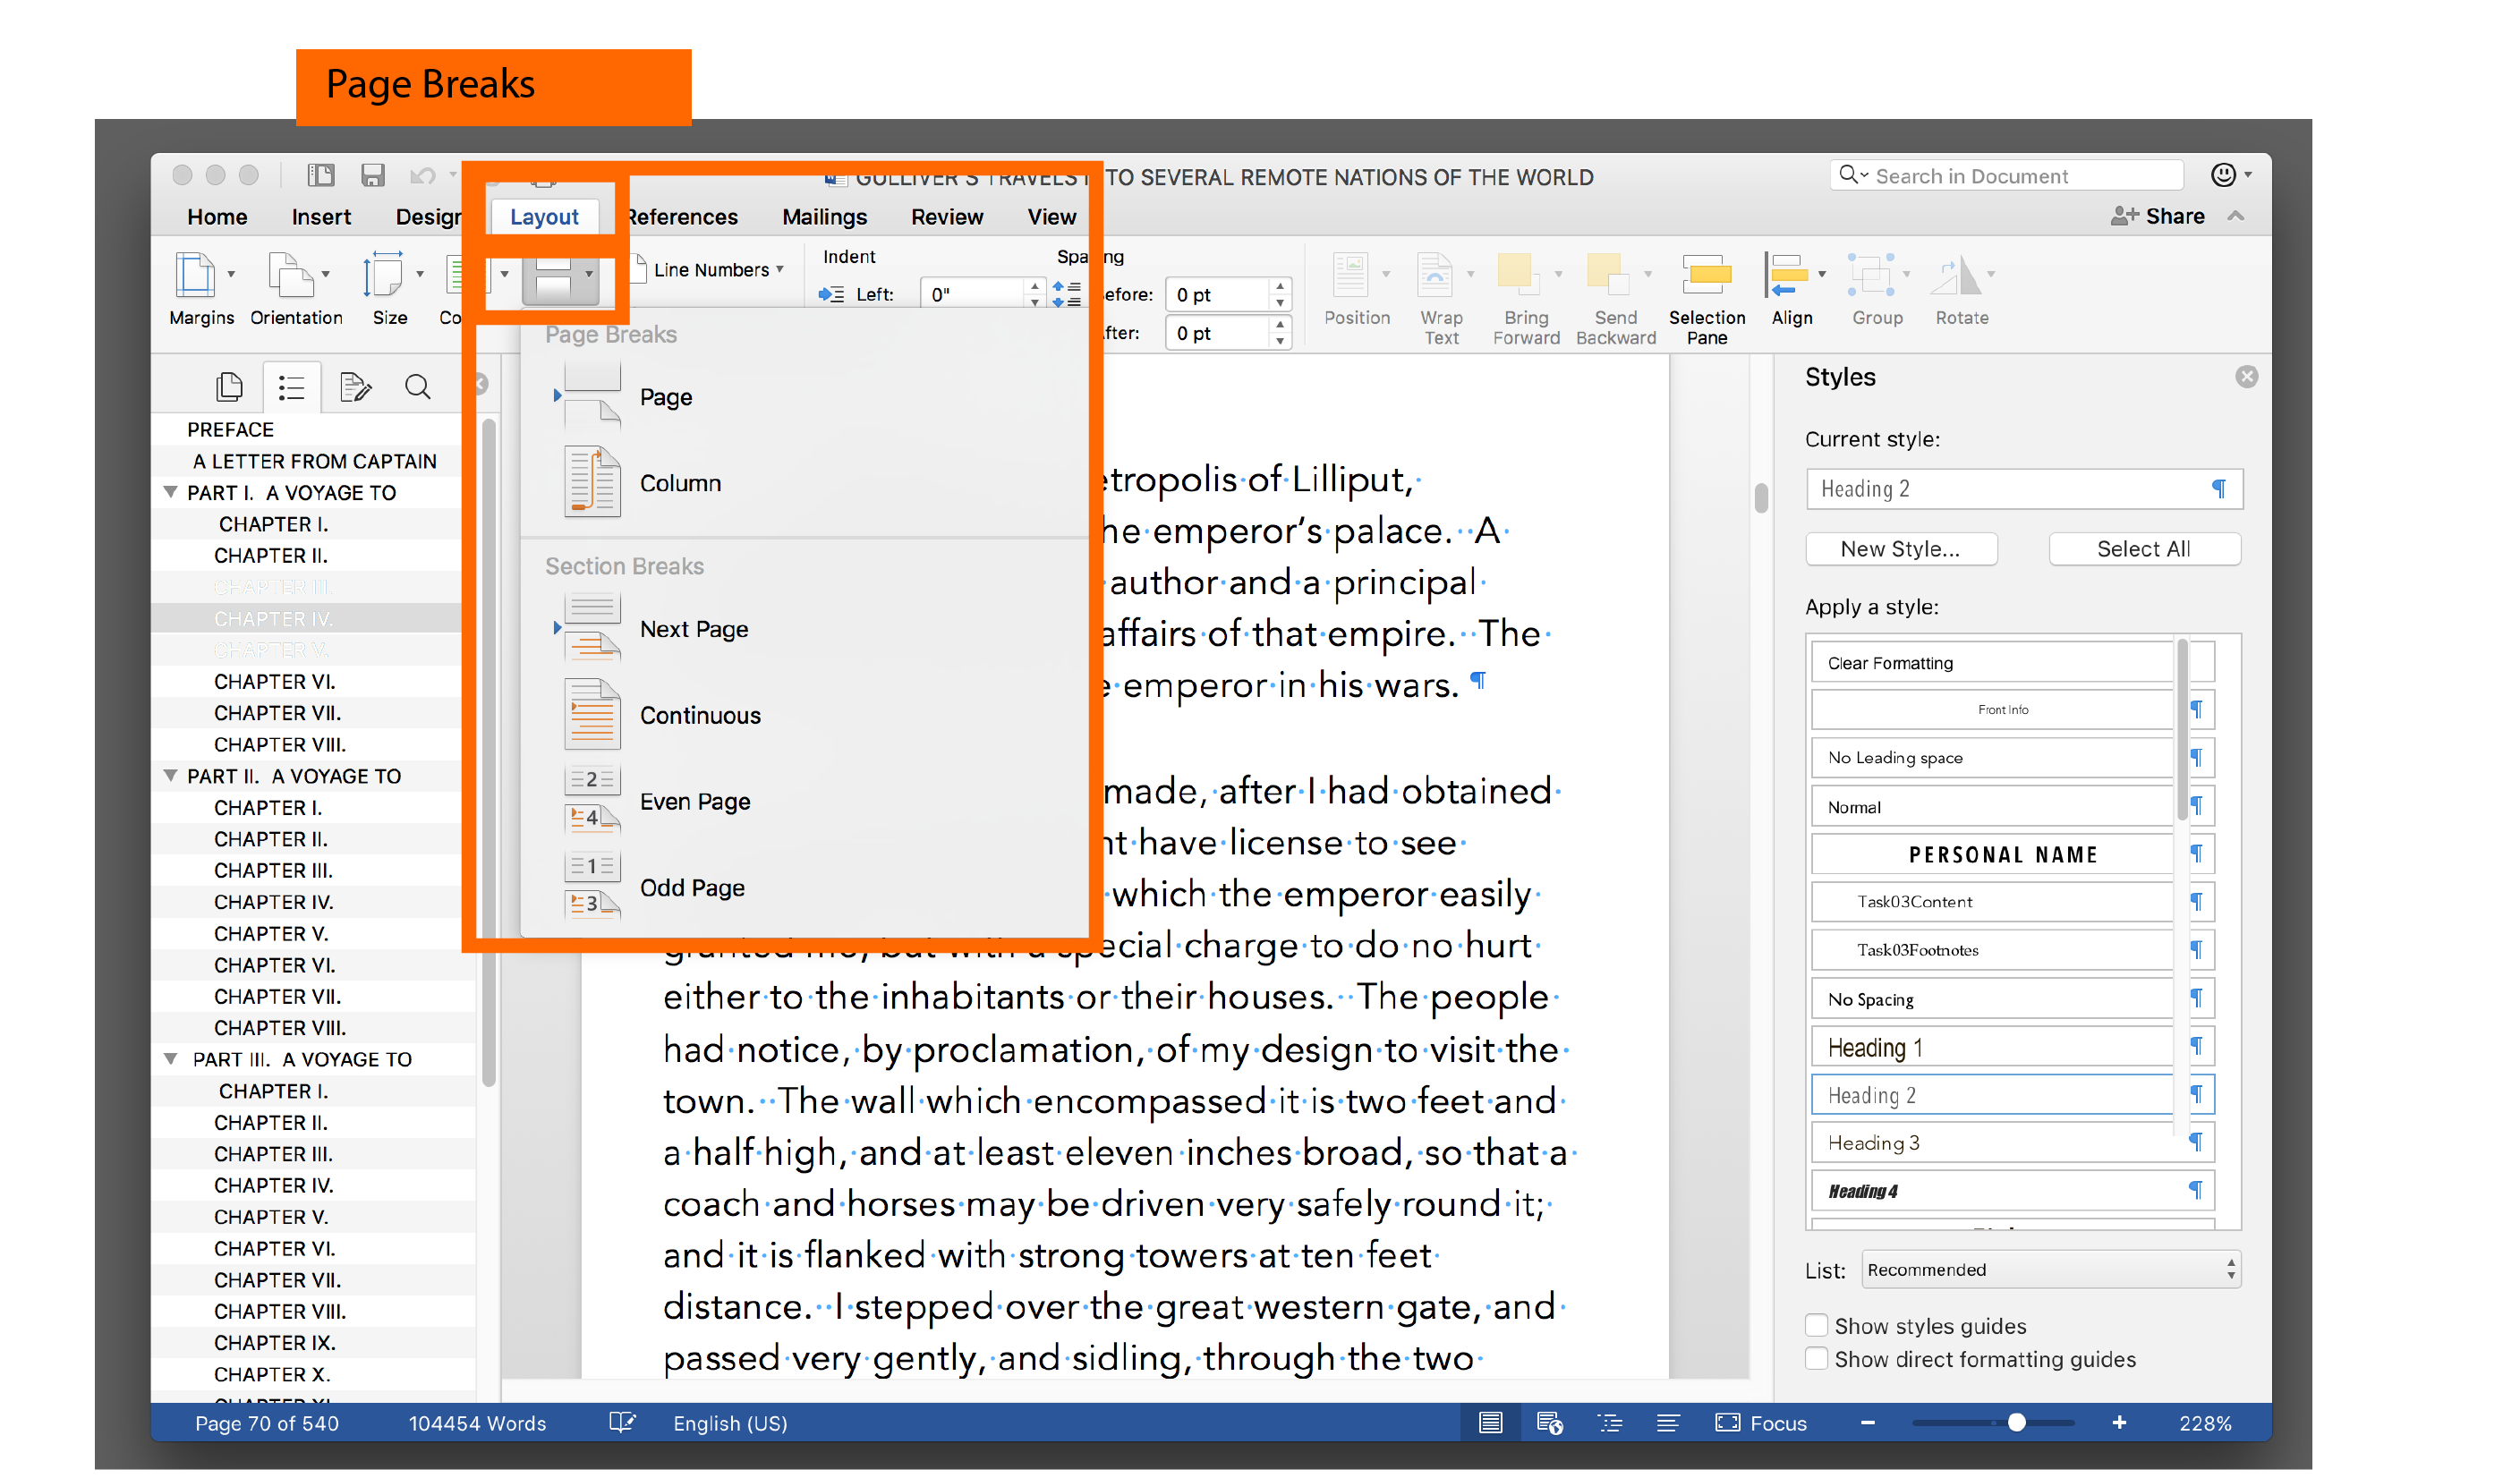 Page Breaks
GULLIVER'S TRAVELS TO SEVERAL REMOTE NATIONS OF THE WORLD
Search in Document
Home Insert Design Layout References Mailings Review View Share
Line Numbers Indent Spacing
Left: 0" Before: 0 pt
After: 0 pt
Margins Orientation Size
Position Wrap Text Bring Forward Send Backward Selection Pane Align Group Rotate
Page Breaks
Page
Column
Section Breaks
Next Page
Continuous
2
4
Even Page
1
3
Odd Page
PREFACE
A LETTER FROM CAPTAIN
PART I. A VOYAGE TO
CHAPTER I.
CHAPTER II.
CHAPTER III.
CHAPTER IV.
CHAPTER V.
CHAPTER VI.
CHAPTER VII.
CHAPTER VIII.
PART II. A VOYAGE TO
CHAPTER I.
CHAPTER II.
CHAPTER III.
CHAPTER IV.
CHAPTER V.
CHAPTER VI.
CHAPTER VII.
CHAPTER VIII.
PART III. A VOYAGE TO
CHAPTER I.
CHAPTER II.
CHAPTER III.
CHAPTER IV.
CHAPTER V.
CHAPTER VI.
CHAPTER VII.
CHAPTER VIII.
CHAPTER IX.
CHAPTER X.
CHAPTER XI.
etropolis of Lilliput,
he emperor's palace. A
author and a principal
affairs of that empire. The
e emperor in his wars. ¶
made, after I had obtained
ht have license to see
which the emperor easily
granted me, but with a special charge to do no hurt
either to the inhabitants or their houses. The people
had notice, by proclamation, of my design to visit the
town. The wall which encompassed it is two feet and
a half high, and at least eleven inches broad, so that a
coach and horses may be driven very safely round it;
and it is flanked with strong towers at ten feet
distance. I stepped over the great western gate, and
passed very gently, and sidling, through the two
Styles
Current style:
Heading 2 ¶
New Style... Select All
Apply a style:
Clear Formatting
Front Info ¶
No Leading space ¶
Normal ¶
PERSONAL NAME ¶
Task03Content ¶
Task03Footnotes ¶
No Spacing ¶
Heading 1 ¶
Heading 2 ¶
Heading 3 ¶
Heading 4 ¶
List: Recommended
Show styles guides
Show direct formatting guides
Page 70 of 540 104454 Words English (US) Focus 228%